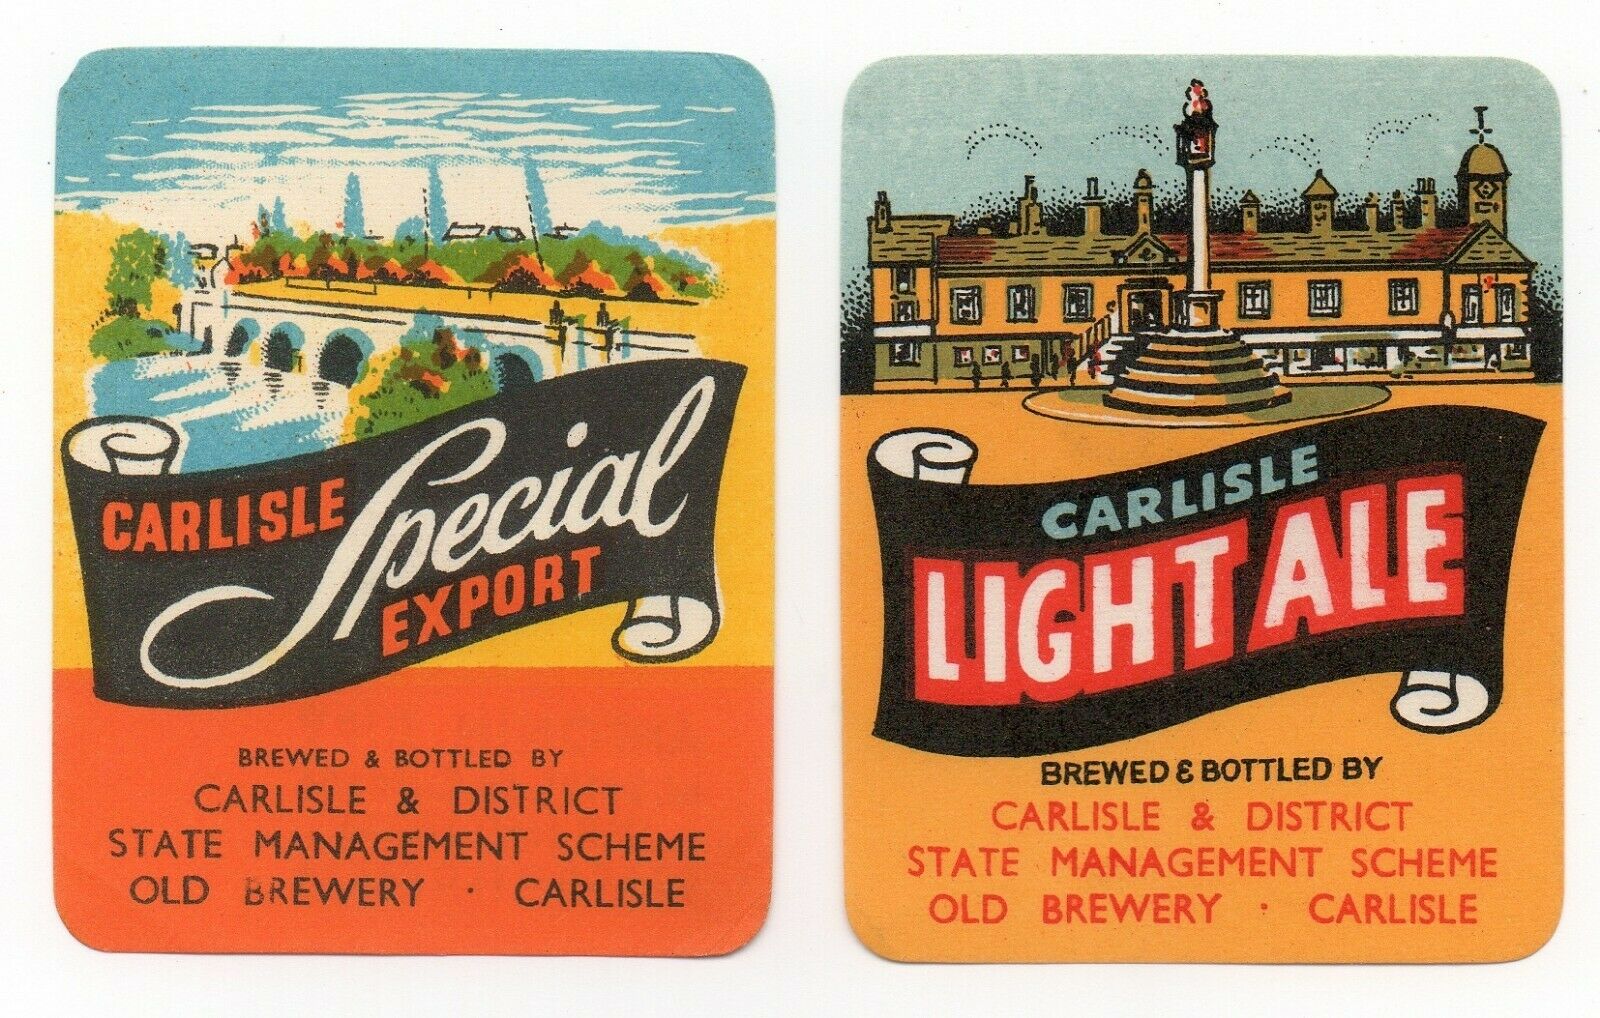 CARLISLE Special
EXPORT
BREWED & BOTTLED BY
CARLISLE & DISTRICT
STATE MANAGEMENT SCHEME
OLD BREWERY · CARLISLE
CARLISLE
LIGHT ALE
BREWED & BOTTLED BY
CARLISLE & DISTRICT
STATE MANAGEMENT SCHEME
OLD BREWERY · CARLISLE